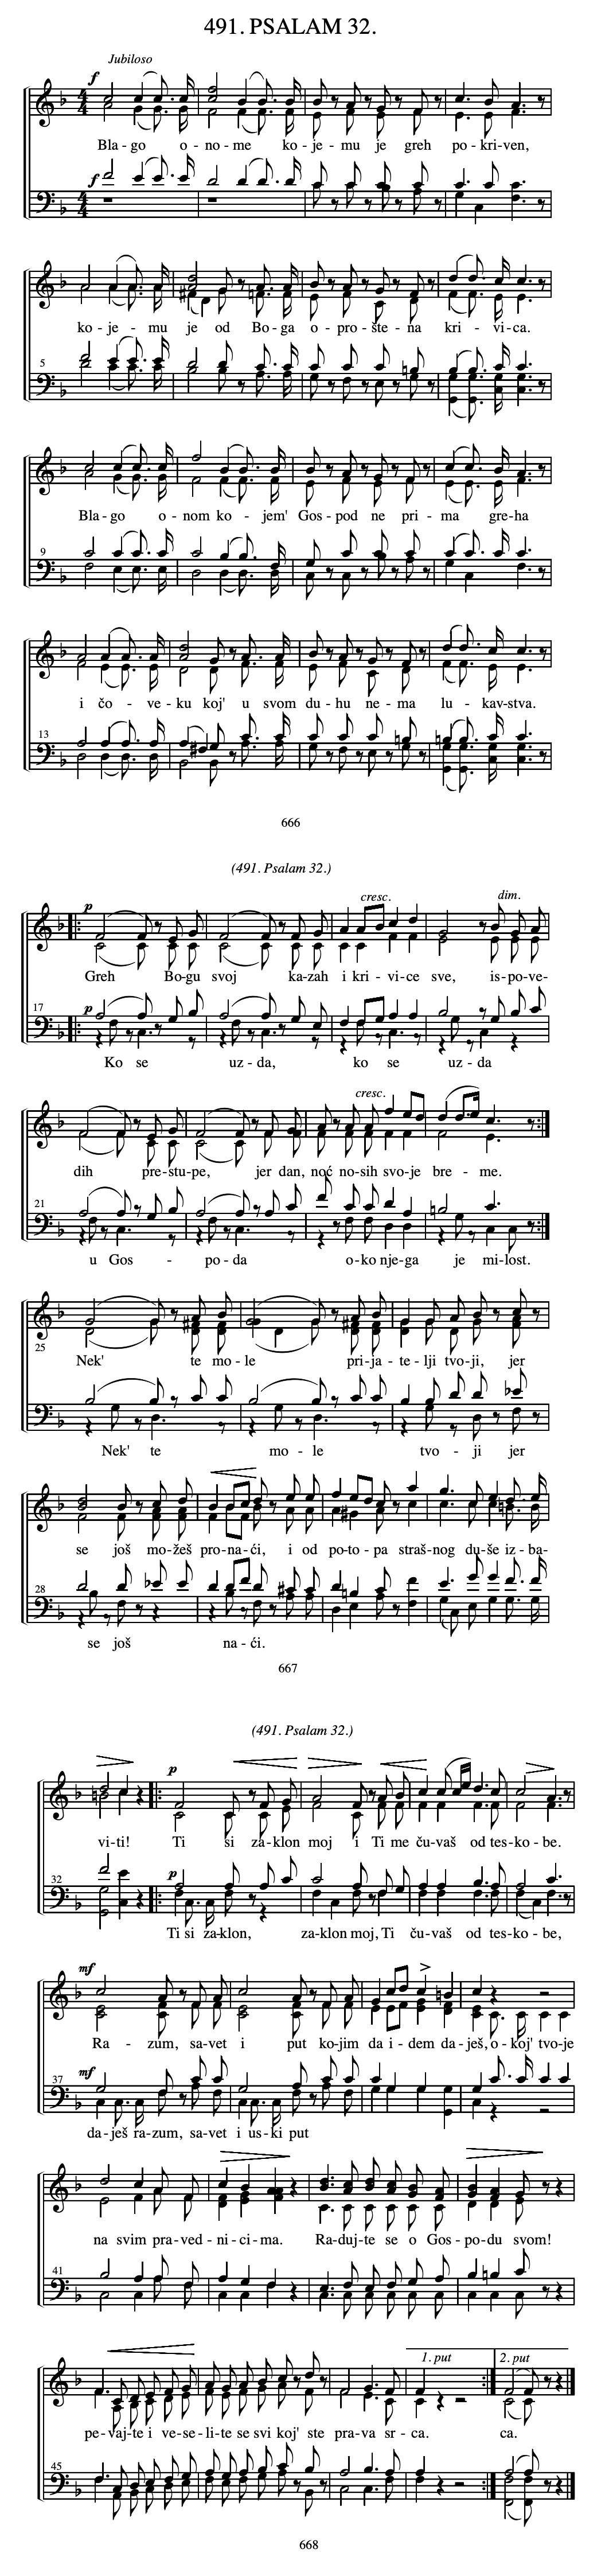 491. PSALAM 32.
Jubiloso
f
Bla - go o - no - me ko - je - mu je greh po - kri - ven,
f
ko - je - mu je od Bo - ga o - pro - šte - na kri - vi - ca.
5
Bla - go o - nom ko - jem' Gos - pod ne pri - ma gre - ha
9
i čo - ve - ku koj' u svom du - hu ne - ma lu - kav - stva.
13
666
(491. Psalam 32.)
p cresc. dim.
Greh Bo - gu svoj ka - zah i kri - vi - ce sve, is - po - ve -
17 p
Ko se uz - da, ko se uz - da
cresc.
dih pre - stu - pe, jer dan, noć no - sih svo - je bre - me.
21
u Gos - po - da o - ko nje - ga je mi - lost.
25
Nek' te mo - le pri - ja - te - lji tvo - ji, jer
Nek' te mo - le tvo - ji jer
se još mo - žeš pro - na - ći, i od po - to - pa straš - nog du - še iz - ba -
28
se još na - ći.
667
(491. Psalam 32.)
p
vi - ti! Ti si za - klon moj i Ti me ču - vaš od tes - ko - be.
32 p
Ti si za - klon, za - klon moj, Ti ču - vaš od tes - ko - be,
mf
Ra - zum, sa - vet i put ko - jim da i - dem da - ješ, o - koj' tvo - je
mf
37
da - ješ ra - zum, sa - vet i us - ki put
na svim pra - ved - ni - ci - ma. Ra - duj - te se o Gos - po - du svom!
41
1. put 2. put
pe - vaj - te i ve - se - li - te se svi koj' ste pra - va sr - ca. ca.
45
668